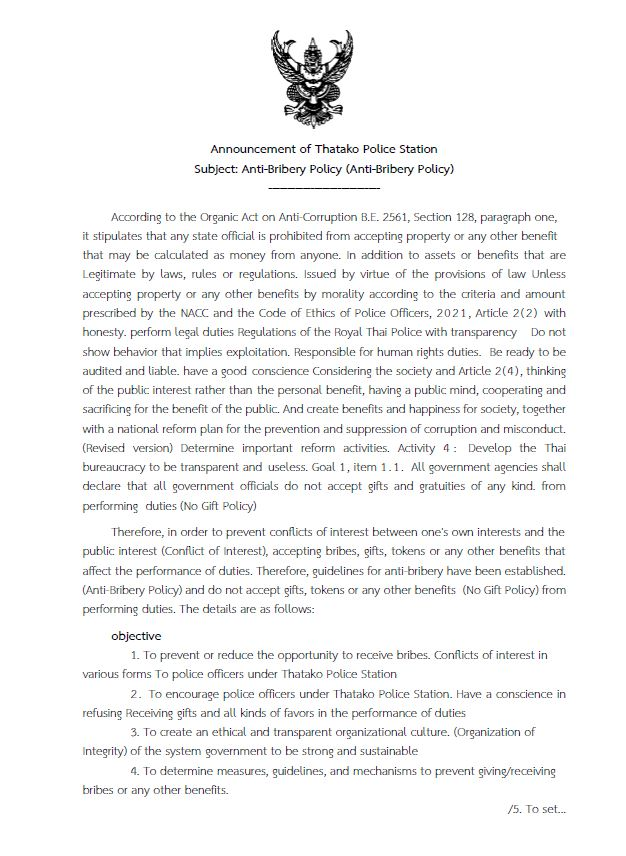 Announcement of Thatako Police Station
Subject: Anti-Bribery Policy (Anti-Bribery Policy)
----------------------------------
According to the Organic Act on Anti-Corruption B.E. 2561, Section 128, paragraph one,
it stipulates that any state official is prohibited from accepting property or any other benefit
that may be calculated as money from anyone. In addition to assets or benefits that are
Legitimate by laws, rules or regulations. Issued by virtue of the provisions of law Unless
accepting property or any other benefits by morality according to the criteria and amount
prescribed by the NACC and the Code of Ethics of Police Officers, 2021, Article 2(2) with
honesty. perform legal duties Regulations of the Royal Thai Police with transparency Do not
show behavior that implies exploitation. Responsible for human rights duties. Be ready to be
audited and liable. have a good conscience Considering the society and Article 2(4), thinking
of the public interest rather than the personal benefit, having a public mind, cooperating and
sacrificing for the benefit of the public. And create benefits and happiness for society, together
with a national reform plan for the prevention and suppression of corruption and misconduct.
(Revised version) Determine important reform activities. Activity 4 : Develop the Thai
bureaucracy to be transparent and useless. Goal 1, item 1.1. All government agencies shall
declare that all government officials do not accept gifts and gratuities of any kind. from
performing duties (No Gift Policy)
Therefore, in order to prevent conflicts of interest between one's own interests and the
public interest (Conflict of Interest), accepting bribes, gifts, tokens or any other benefits that
affect the performance of duties. Therefore, guidelines for anti-bribery have been established.
(Anti-Bribery Policy) and do not accept gifts, tokens or any other benefits (No Gift Policy) from
performing duties. The details are as follows:
objective
1. To prevent or reduce the opportunity to receive bribes. Conflicts of interest in
various forms To police officers under Thatako Police Station
2. To encourage police officers under Thatako Police Station. Have a conscience in
refusing Receiving gifts and all kinds of favors in the performance of duties
3. To create an ethical and transparent organizational culture. (Organization of
Integrity) of the system government to be strong and sustainable
4. To determine measures, guidelines, and mechanisms to prevent giving/receiving
bribes or any other benefits.
/5. To set...